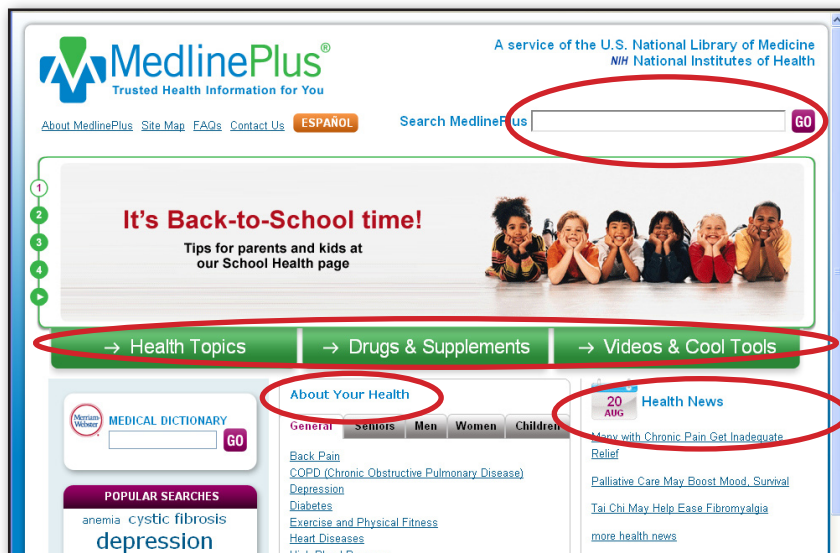 MedlinePlus®
Trusted Health Information for You
A service of the U.S. National Library of Medicine
NIH National Institutes of Health
About MedlinePlus Site Map FAQs Contact Us ESPAÑOL
Search MedlinePlus GO
1
2
3
4
It's Back-to-School time!
Tips for parents and kids at
our School Health page
→ Health Topics → Drugs & Supplements → Videos & Cool Tools
Merriam-
Webster
MEDICAL DICTIONARY
GO
POPULAR SEARCHES
anemia cystic fibrosis
depression
About Your Health
General Seniors Men Women Children
Back Pain
COPD (Chronic Obstructive Pulmonary Disease)
Depression
Diabetes
Exercise and Physical Fitness
Heart Diseases
20
AUG
Health News
Many with Chronic Pain Get Inadequate
Relief
Palliative Care May Boost Mood, Survival
Tai Chi May Help Ease Fibromyalgia
more health news